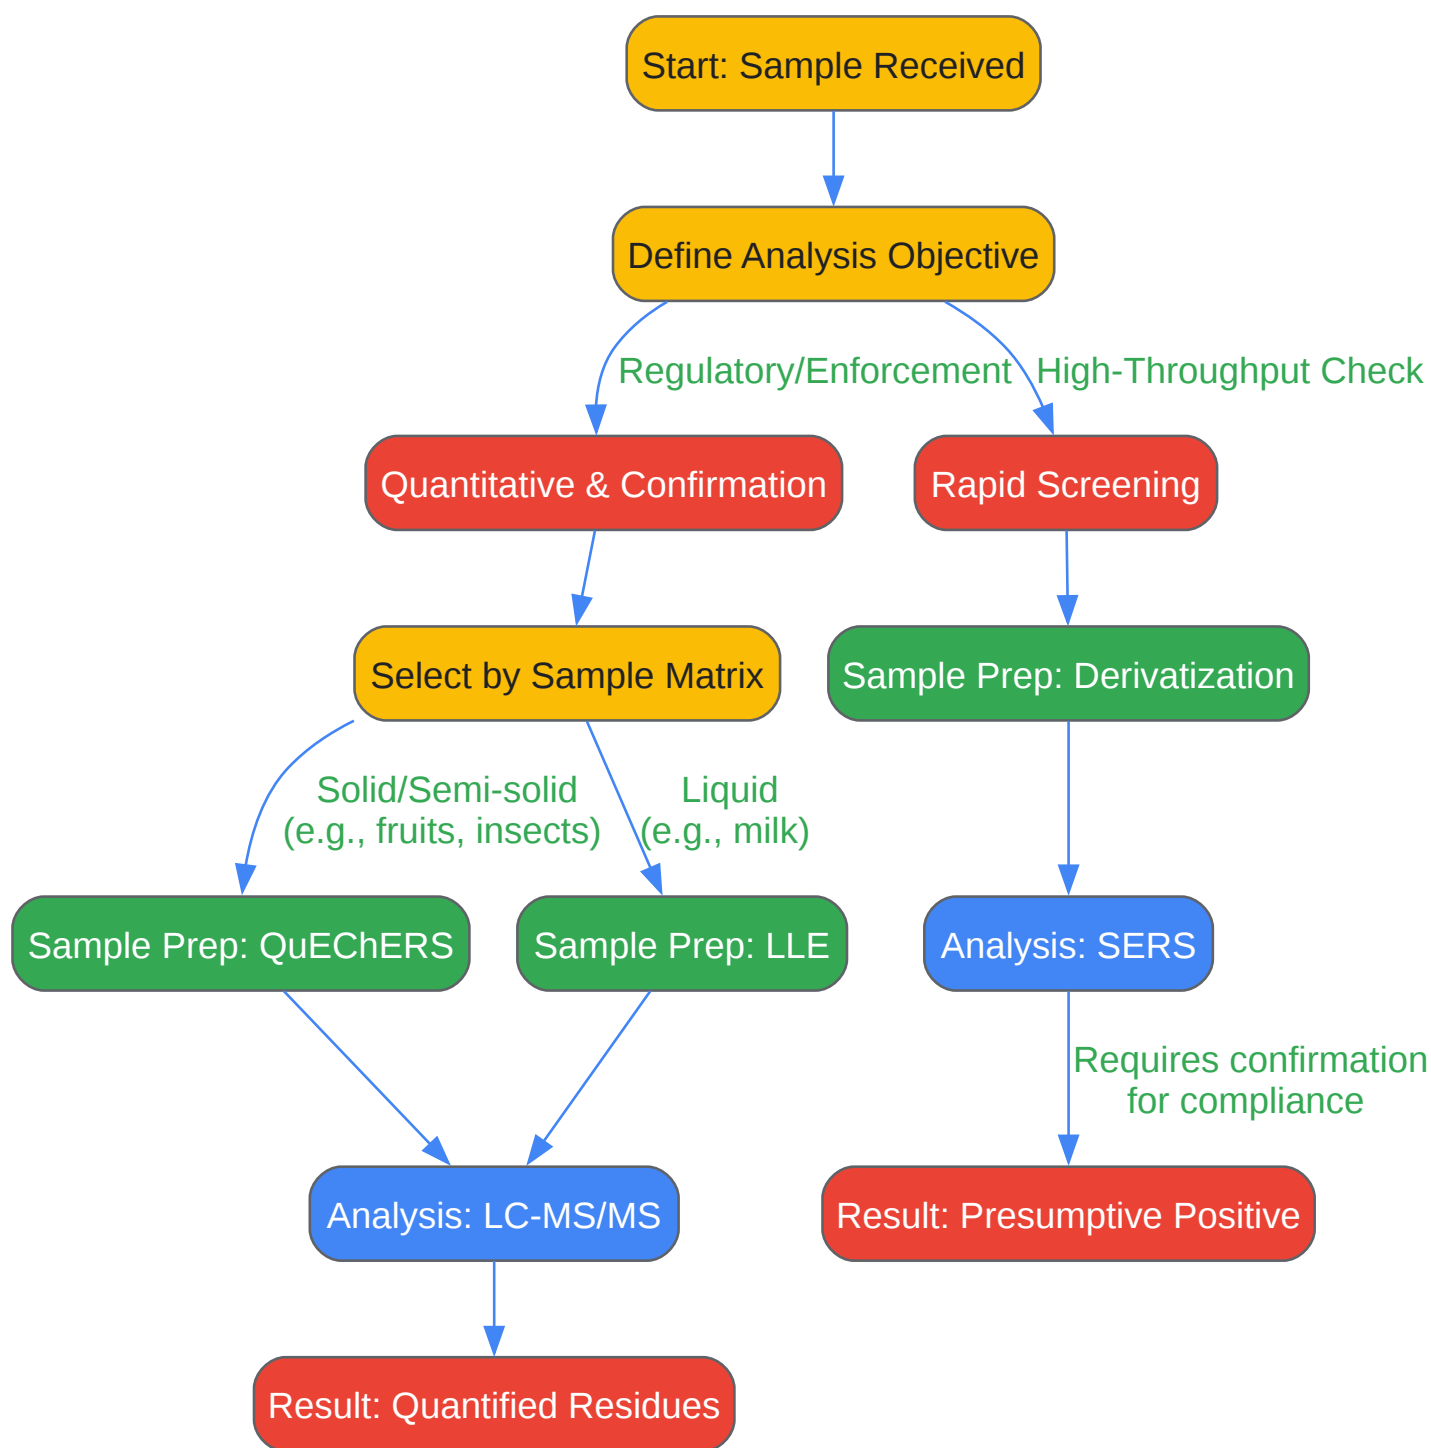 Start: Sample Received
Define Analysis Objective
Regulatory/Enforcement
High-Throughput Check
Quantitative & Confirmation
Rapid Screening
Select by Sample Matrix
Sample Prep: Derivatization
Solid/Semi-solid
(e.g., fruits, insects)
Liquid
(e.g., milk)
Sample Prep: QuEChERS
Sample Prep: LLE
Analysis: SERS
Requires confirmation
for compliance
Analysis: LC-MS/MS
Result: Presumptive Positive
Result: Quantified Residues